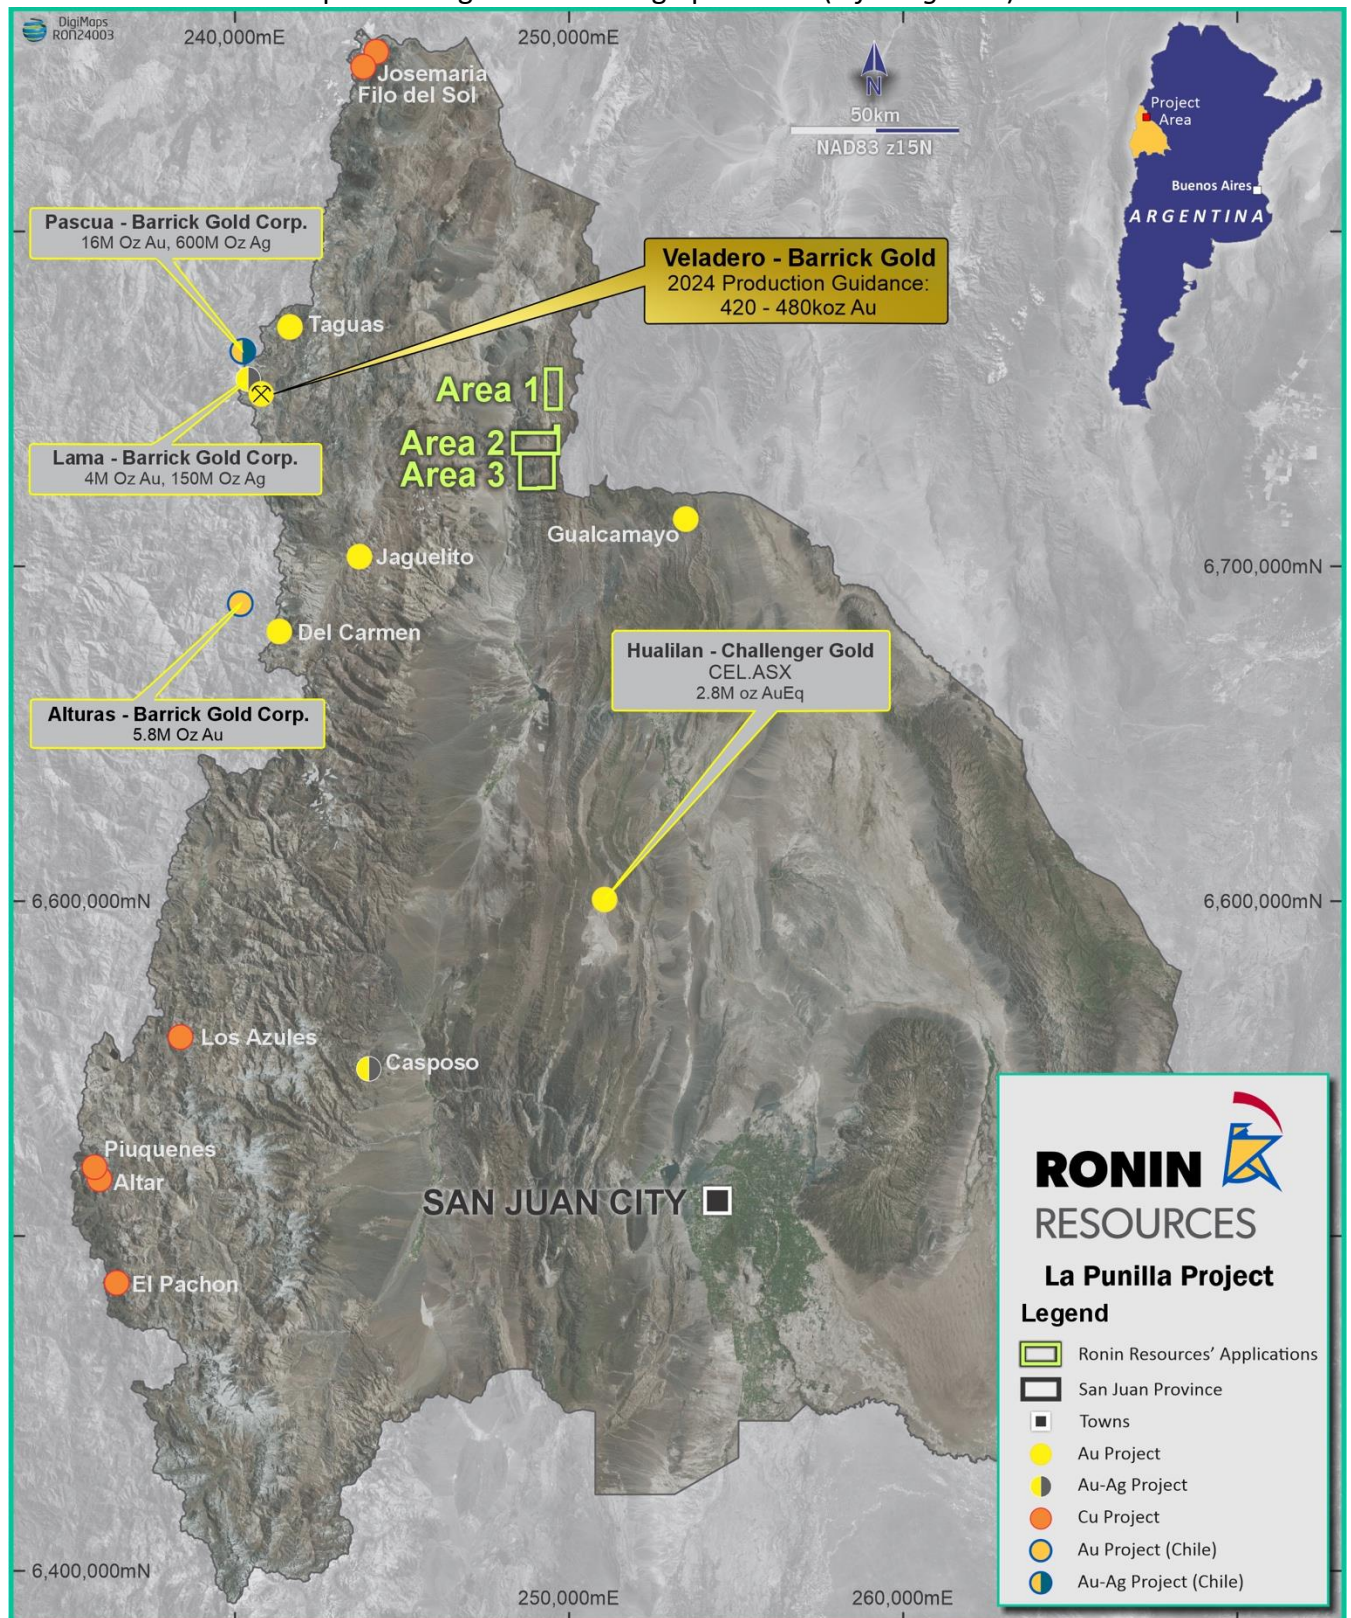 DigiMaps
RON24003
240,000mE
250,000mE
Josemaria
Filo del Sol
N
50km
NAD83 z15N
Project
Area
Buenos Aires
ARGENTINA
Pascua - Barrick Gold Corp.
16M Oz Au, 600M Oz Ag
Veladero - Barrick Gold
2024 Production Guidance:
420 - 480koz Au
Taguas
Area 1
Area 2
Area 3
Lama - Barrick Gold Corp.
4M Oz Au, 150M Oz Ag
Gualcamayo
Jaguelito
6,700,000mN
Del Carmen
Hualilan - Challenger Gold
CEL.ASX
2.8M oz AuEq
Alturas - Barrick Gold Corp.
5.8M Oz Au
6,600,000mN
6,600,000mN
Los Azules
Casposo
Piuquenes
Altar
SAN JUAN CITY
El Pachon
RONIN
RESOURCES
La Punilla Project
Legend
Ronin Resources' Applications
San Juan Province
Towns
Au Project
Au-Ag Project
Cu Project
Au Project (Chile)
Au-Ag Project (Chile)
6,400,000mN
250,000mE
260,000mE